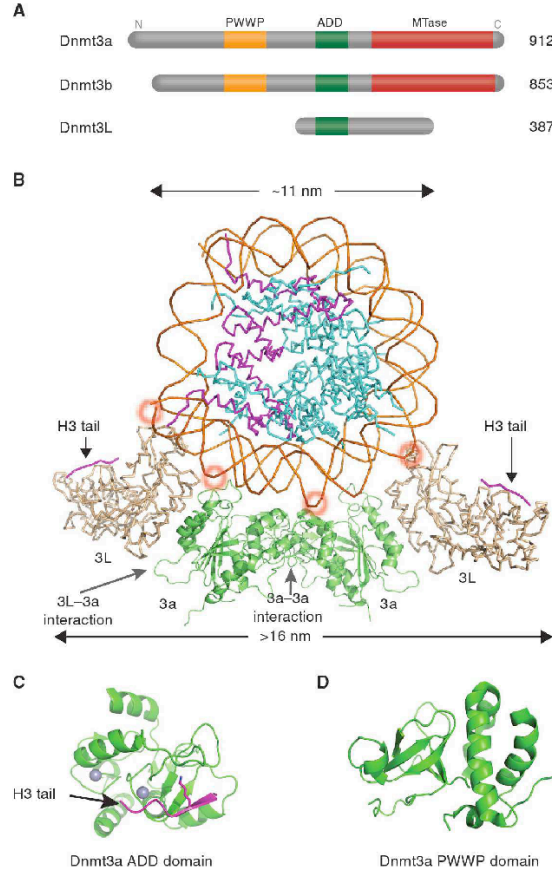 A
N
PWWP
ADD
MTase
C
Dnmt3a
912
Dnmt3b
853
Dnmt3L
387
B
~11 nm
H3 tail
H3 tail
3L
3L
3L–3a
interaction
3a
3a–3a
interaction
3a
>16 nm
C
D
H3 tail
Dnmt3a ADD domain
Dnmt3a PWWP domain